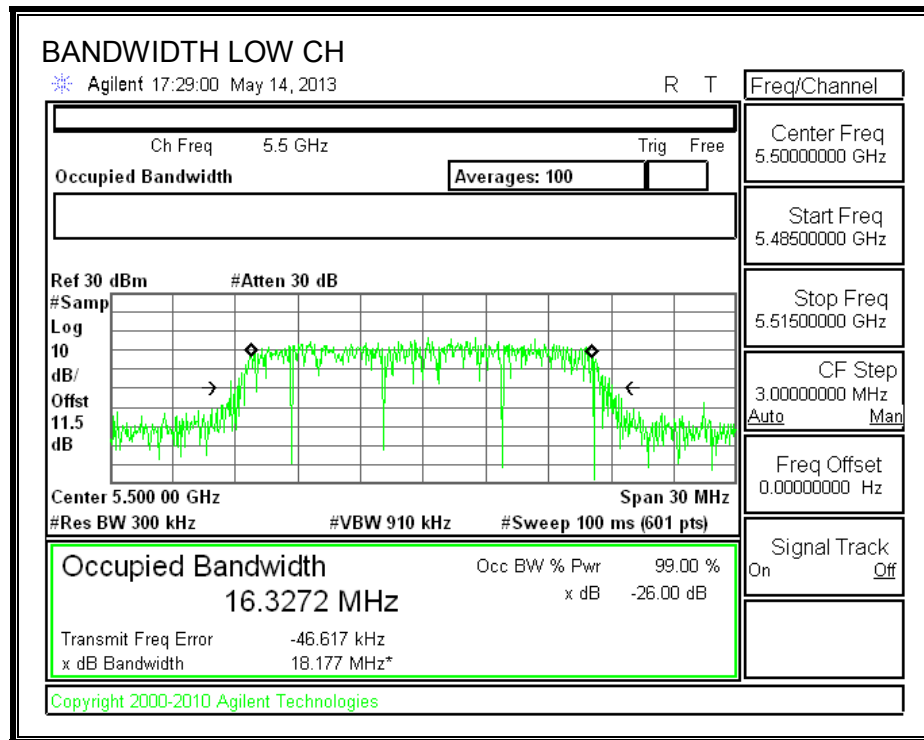 BANDWIDTH LOW CH
Agilent 17:29:00 May 14, 2013 R T
Freq/Channel
Ch Freq 5.5 GHz Trig Free
Occupied Bandwidth Averages: 100
Center Freq
5.50000000 GHz
Start Freq
5.48500000 GHz
Stop Freq
5.51500000 GHz
CF Step
3.00000000 MHz
Auto Man
Freq Offset
0.00000000 Hz
Signal Track
On Off
Ref 30 dBm #Atten 30 dB
#Samp
Log
10
dB/
Offst
11.5
dB
Center 5.500 00 GHz Span 30 MHz
#Res BW 300 kHz #VBW 910 kHz #Sweep 100 ms (601 pts)
Occupied Bandwidth Occ BW % Pwr 99.00 %
16.3272 MHz x dB -26.00 dB
Transmit Freq Error -46.617 kHz
x dB Bandwidth 18.177 MHz*
Copyright 2000-2010 Agilent Technologies